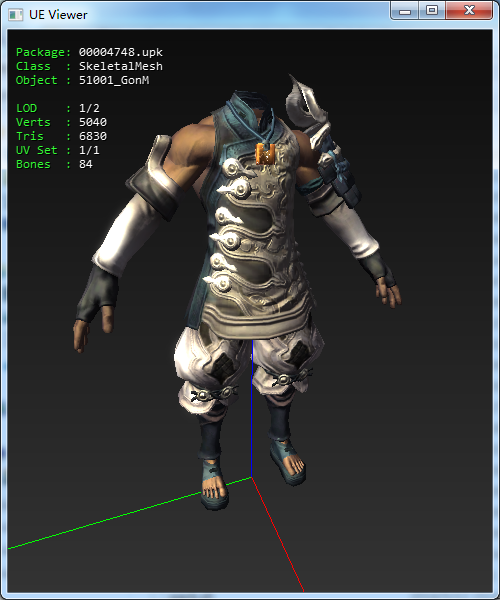 UE Viewer
Package: 00004748.upk
Class : SkeletalMesh
Object : 51001_GonM
LOD : 1/2
Verts : 5040
Tris : 6830
UV Set : 1/1
Bones : 84